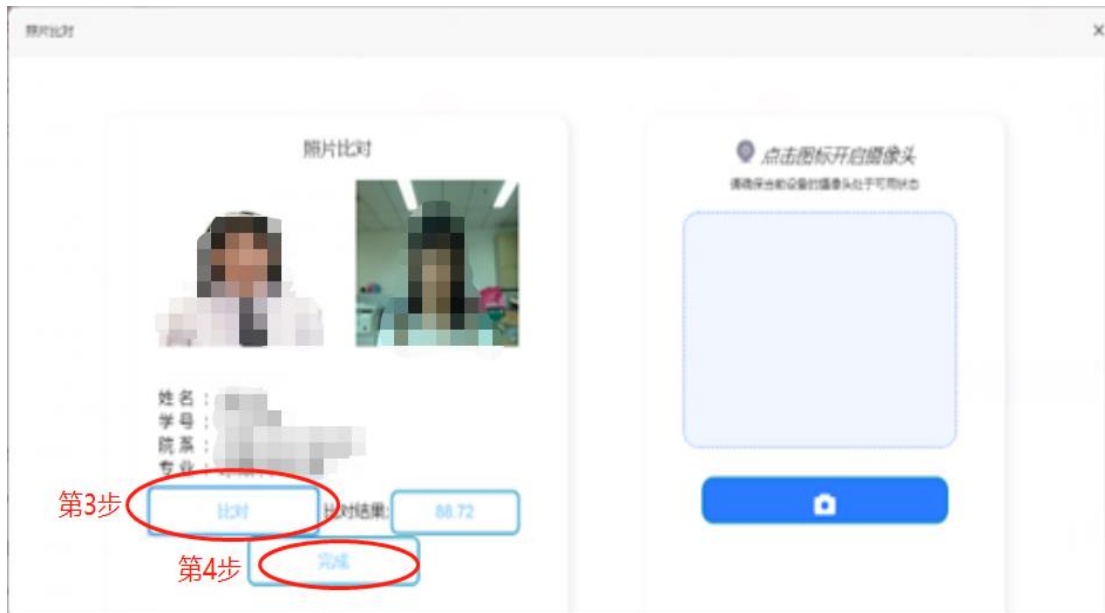 照片比对
×
照片比对
姓名：
学号：
院系：
专业：
第3步
比对
比对结果:
88.72
第4步
完成
点击图标开启摄像头
请确保当前设备的摄像头处于可用状态